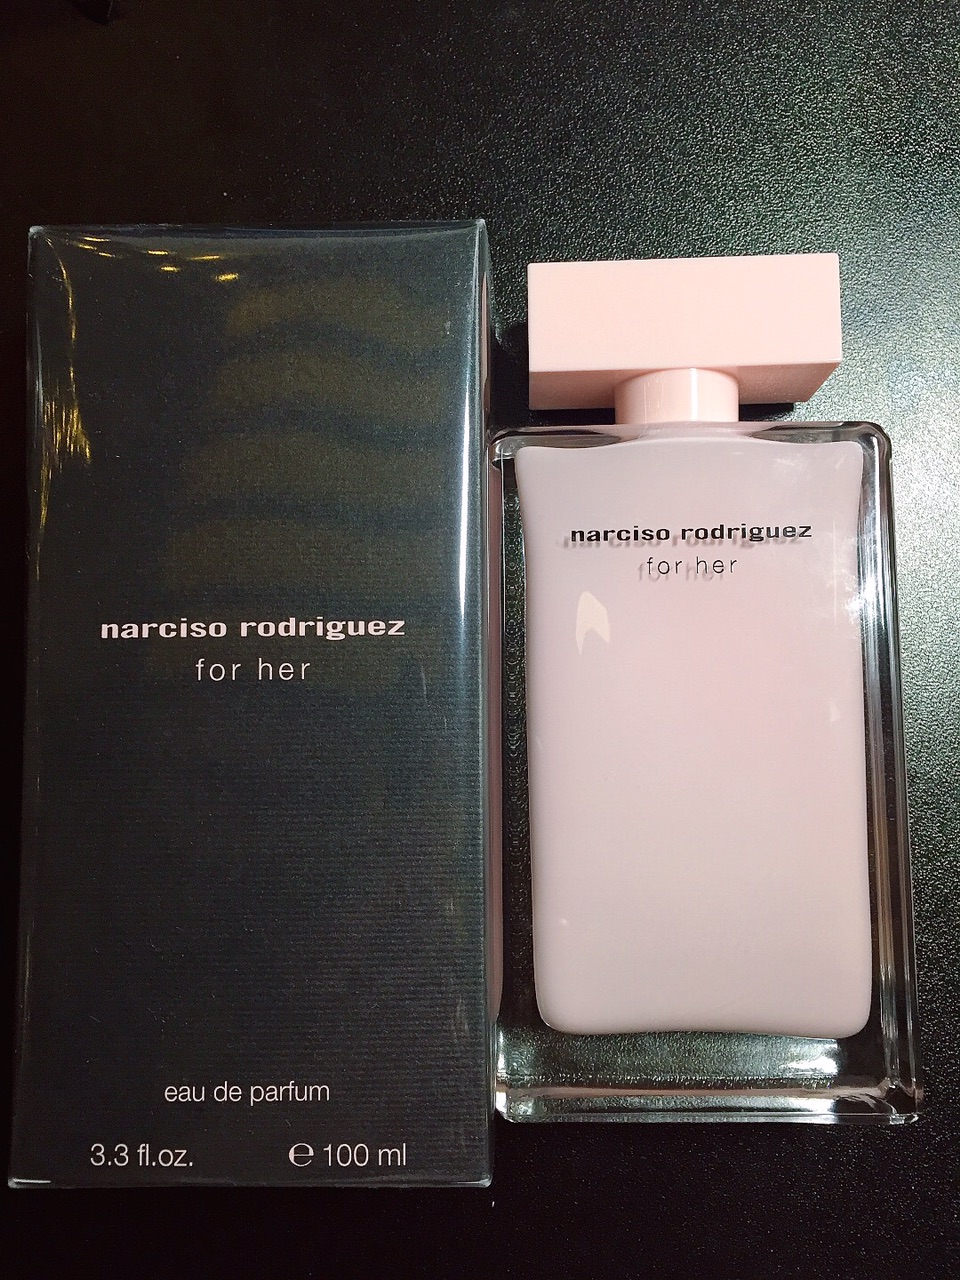 narciso rodriguez
for her
eau de parfum
3.3 fl.oz. ℮ 100 ml
narciso rodriguez
for her